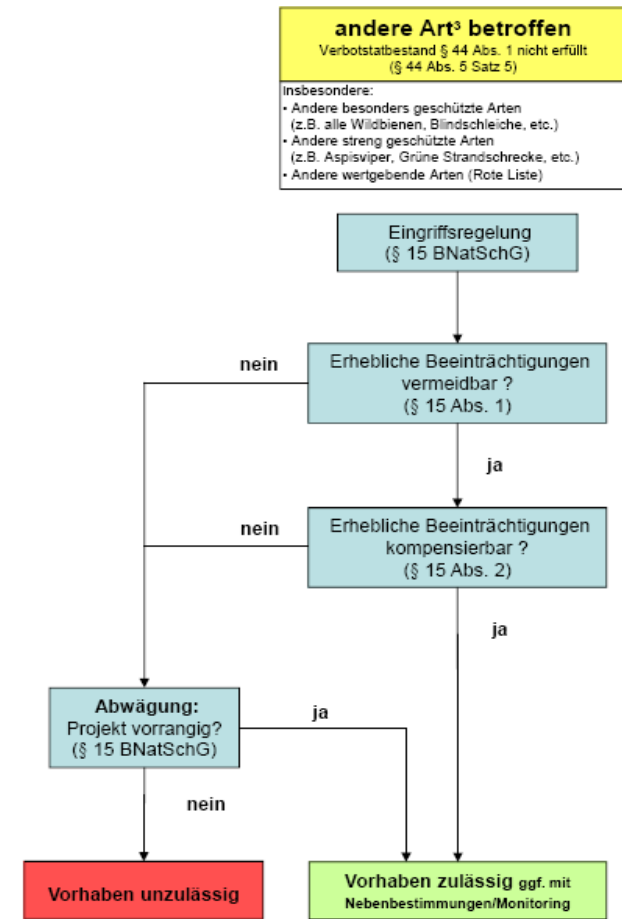 andere Art³ betroffen
Verbotstatbestand § 44 Abs. 1 nicht erfüllt
(§ 44 Abs. 5 Satz 5)
Insbesondere:
• Andere besonders geschützte Arten
(z.B. alle Wildbienen, Blindschleiche, etc.)
• Andere streng geschützte Arten
(z.B. Aspisviper, Grüne Strandschrecke, etc.)
• Andere wertgebende Arten (Rote Liste)
Eingriffsregelung
(§ 15 BNatSchG)
nein
Erhebliche Beeinträchtigungen
vermeidbar ?
(§ 15 Abs. 1)
ja
nein
Erhebliche Beeinträchtigungen
kompensierbar ?
(§ 15 Abs. 2)
ja
Abwägung:
Projekt vorrangig?
(§ 15 BNatSchG)
ja
nein
Vorhaben unzulässig
Vorhaben zulässig ggf. mit
Nebenbestimmungen/Monitoring